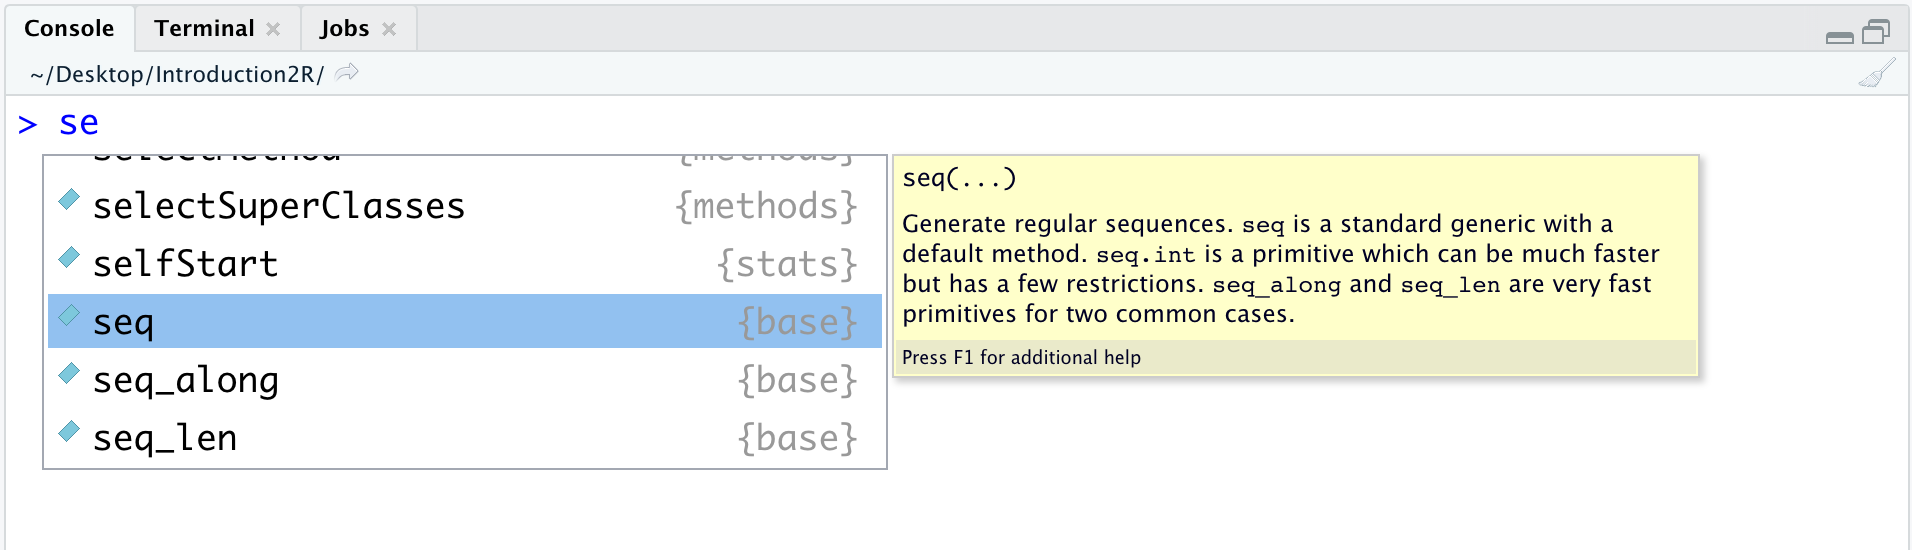 Console Terminal Jobs
~/Desktop/Introduction2R/
> se
selectMethod {methods}
selectSuperClasses {methods}
selfStart {stats}
seq {base}
seq_along {base}
seq_len {base}
seq(...)
Generate regular sequences. seq is a standard generic with a
default method. seq.int is a primitive which can be much faster
but has a few restrictions. seq_along and seq_len are very fast
primitives for two common cases.
Press F1 for additional help